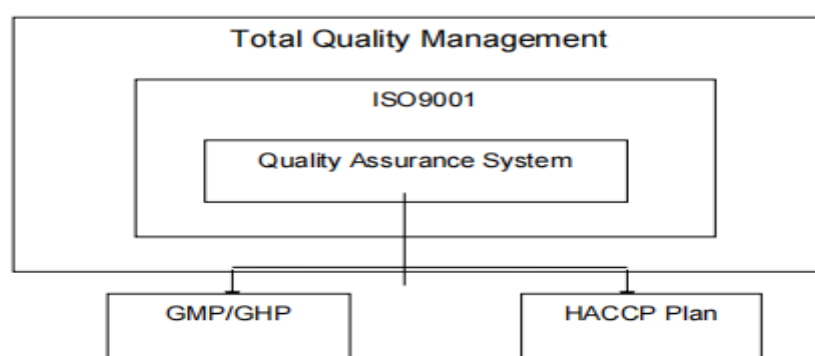 Total Quality Management
ISO9001
Quality Assurance System
GMP/GHP
HACCP Plan